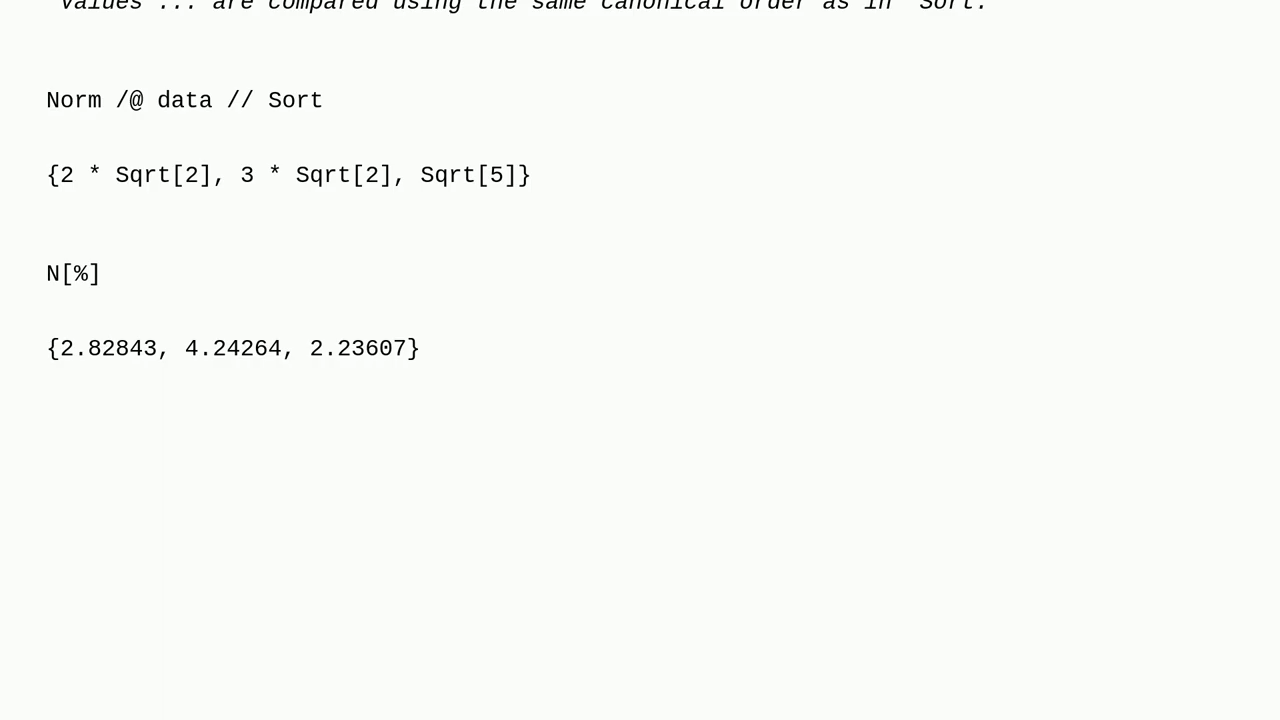 values ... are compared using the same canonical order as in Sort.
Norm /@ data // Sort
{2 * Sqrt[2], 3 * Sqrt[2], Sqrt[5]}
N[%]
{2.82843, 4.24264, 2.23607}